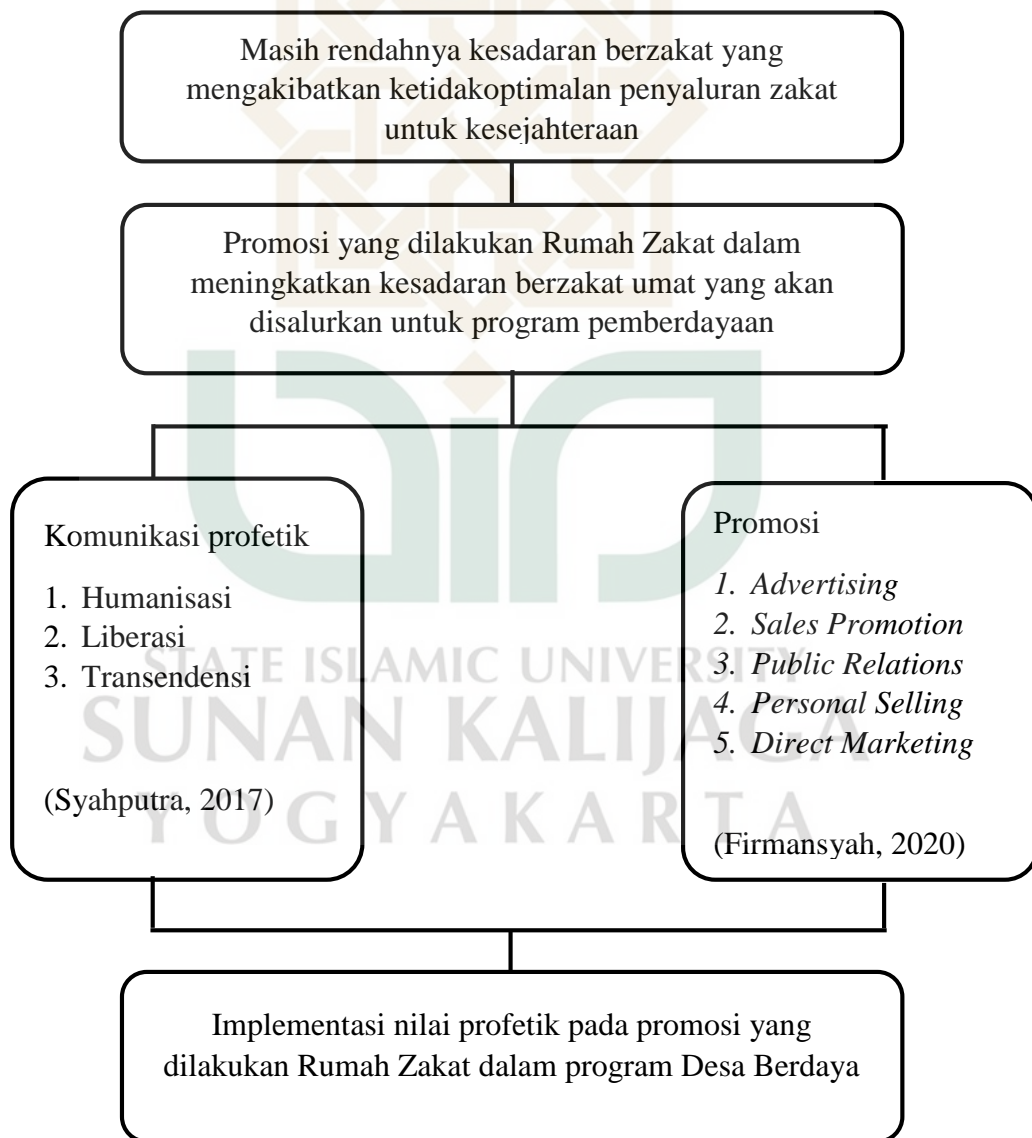 Masih rendahnya kesadaran berzakat yang
mengakibatkan ketidakoptimalan penyaluran zakat
untuk kesejahteraan
Promosi yang dilakukan Rumah Zakat dalam
meningkatkan kesadaran berzakat umat yang akan
disalurkan untuk program pemberdayaan
Komunikasi profetik
1. Humanisasi
2. Liberasi
3. Transendensi
(Syahputra, 2017)
Promosi
1. Advertising
2. Sales Promotion
3. Public Relations
4. Personal Selling
5. Direct Marketing
(Firmansyah, 2020)
STATE ISLAMIC UNIVERSITY
SUNAN KALIJAGA
YOGYAKARTA
Implementasi nilai profetik pada promosi yang
dilakukan Rumah Zakat dalam program Desa Berdaya